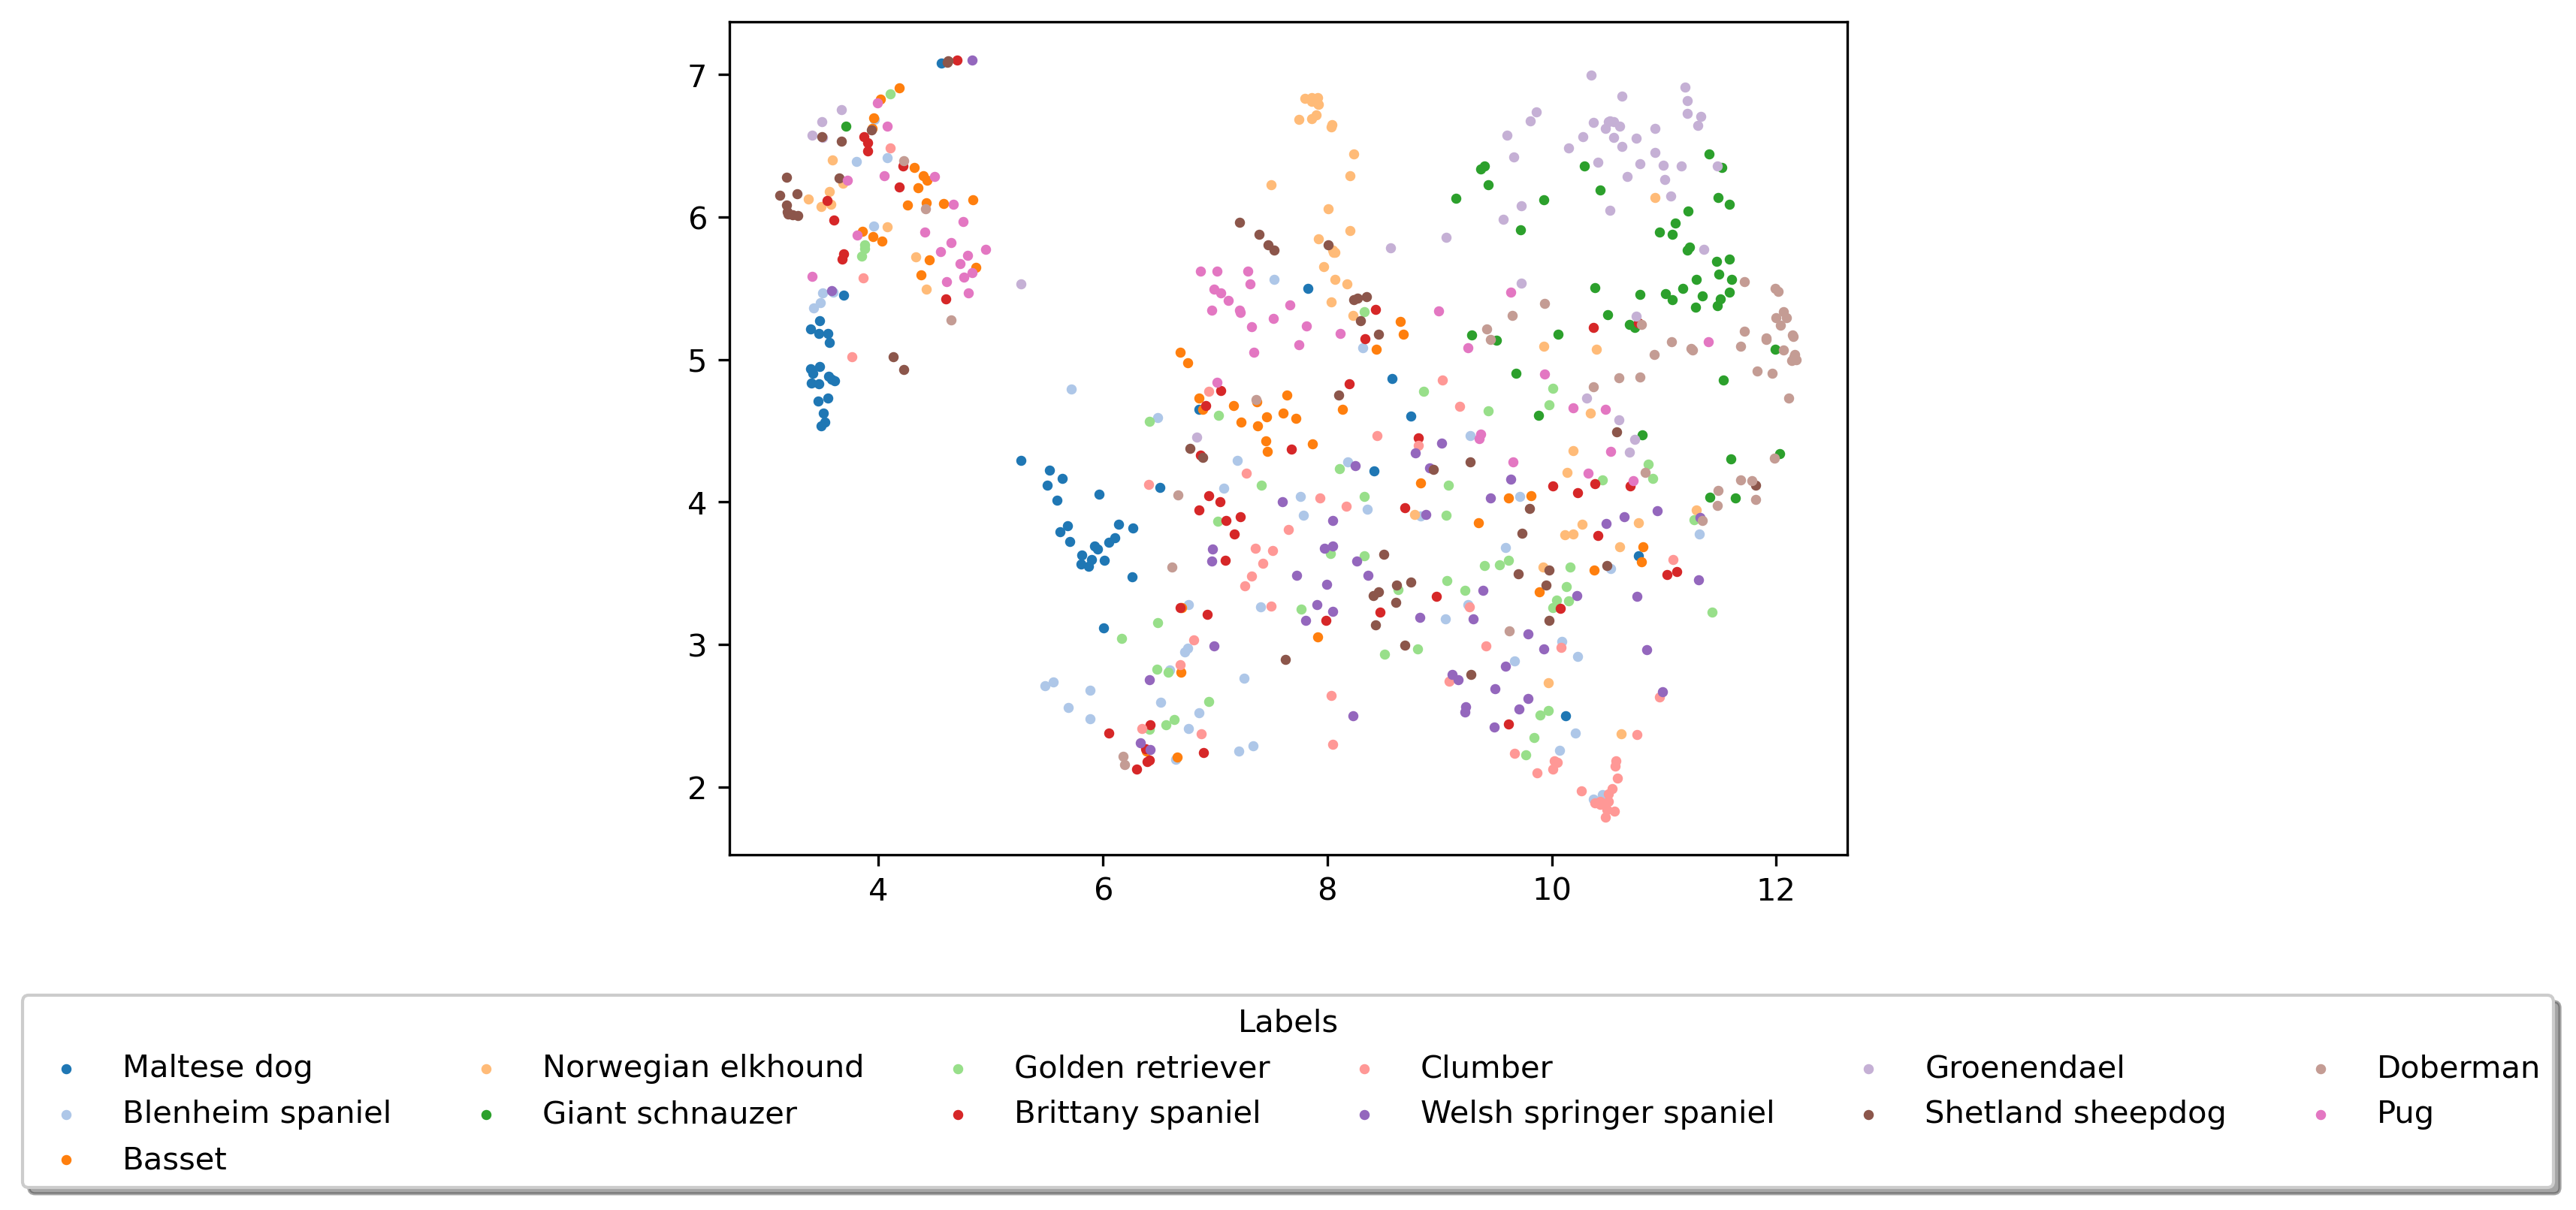 7
6
5
4
3
2
4 6 8 10 12
Labels
Maltese dog Norwegian elkhound Golden retriever Clumber Groenendael Doberman
Blenheim spaniel Giant schnauzer Brittany spaniel Welsh springer spaniel Shetland sheepdog Pug
Basset